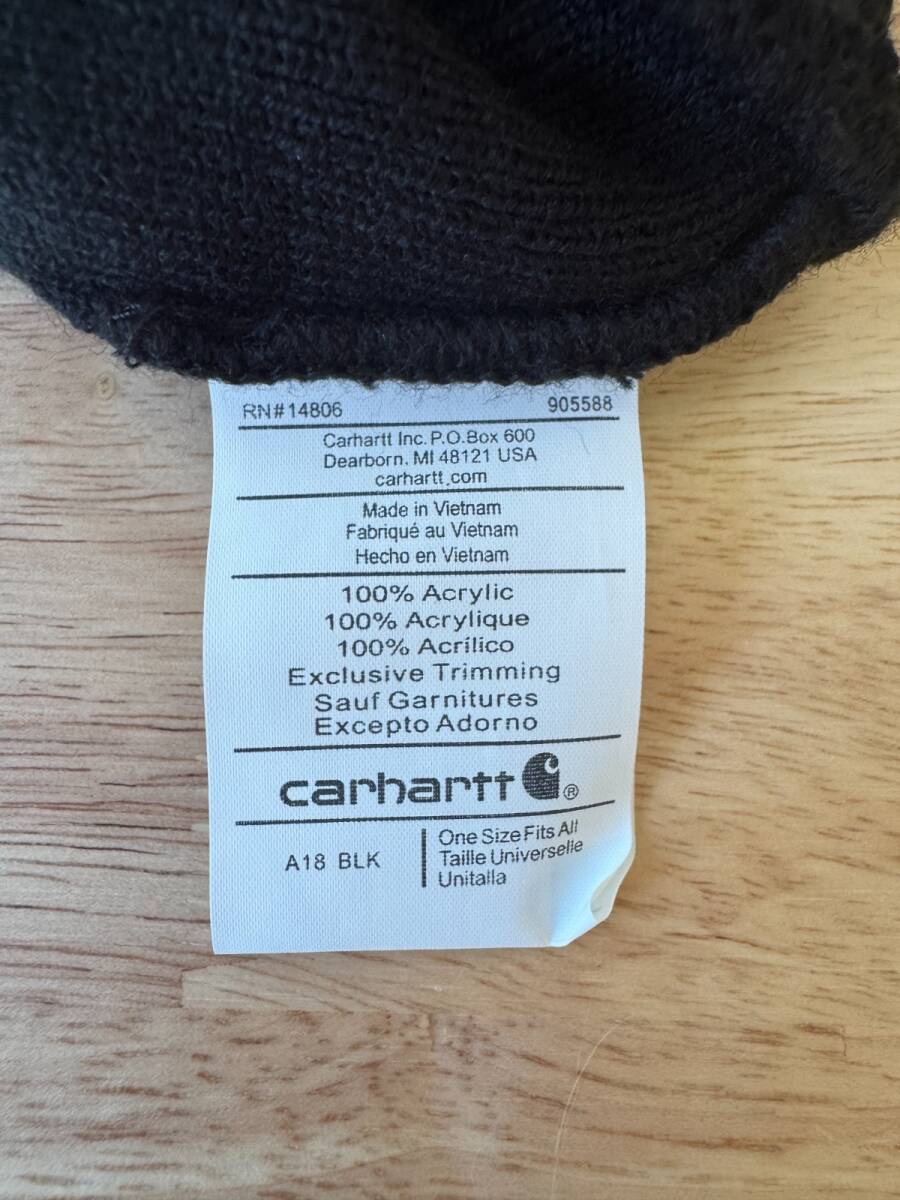 RN#14806 905588
Carhartt Inc. P.O.Box 600
Dearborn, MI 48121 USA
carhartt.com
Made in Vietnam
Fabriqué au Vietnam
Hecho en Vietnam
100% Acrylic
100% Acrylique
100% Acrílico
Exclusive Trimming
Sauf Garnitures
Excepto Adorno
carhartt ®
A18 BLK
One Size Fits All
Taille Universelle
Unitalla